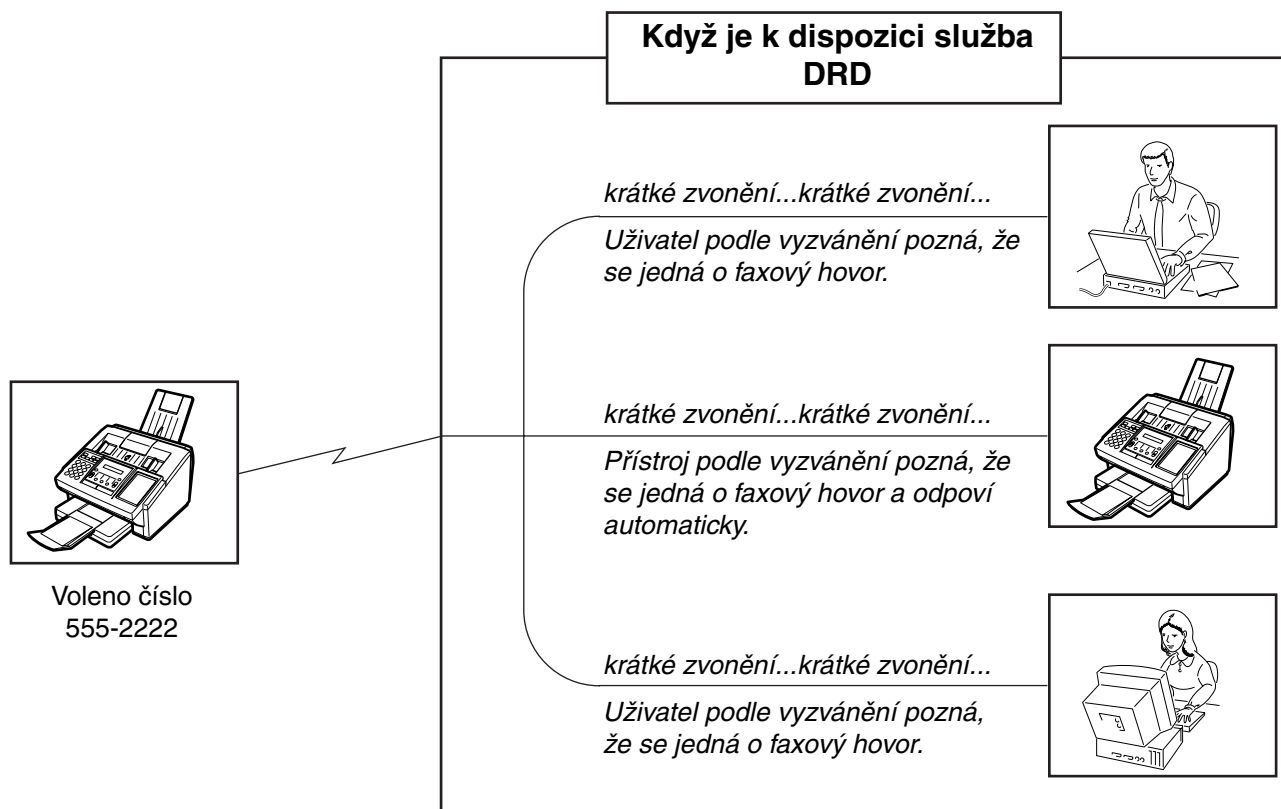 Když je k dispozici služba
DRD
krátké zvonění...krátké zvonění...
Uživatel podle vyzvánění pozná, že
se jedná o faxový hovor.
krátké zvonění...krátké zvonění...
Přístroj podle vyzvánění pozná, že
se jedná o faxový hovor a odpoví
automaticky.
Voleno číslo
555-2222
krátké zvonění...krátké zvonění...
Uživatel podle vyzvánění pozná,
že se jedná o faxový hovor.